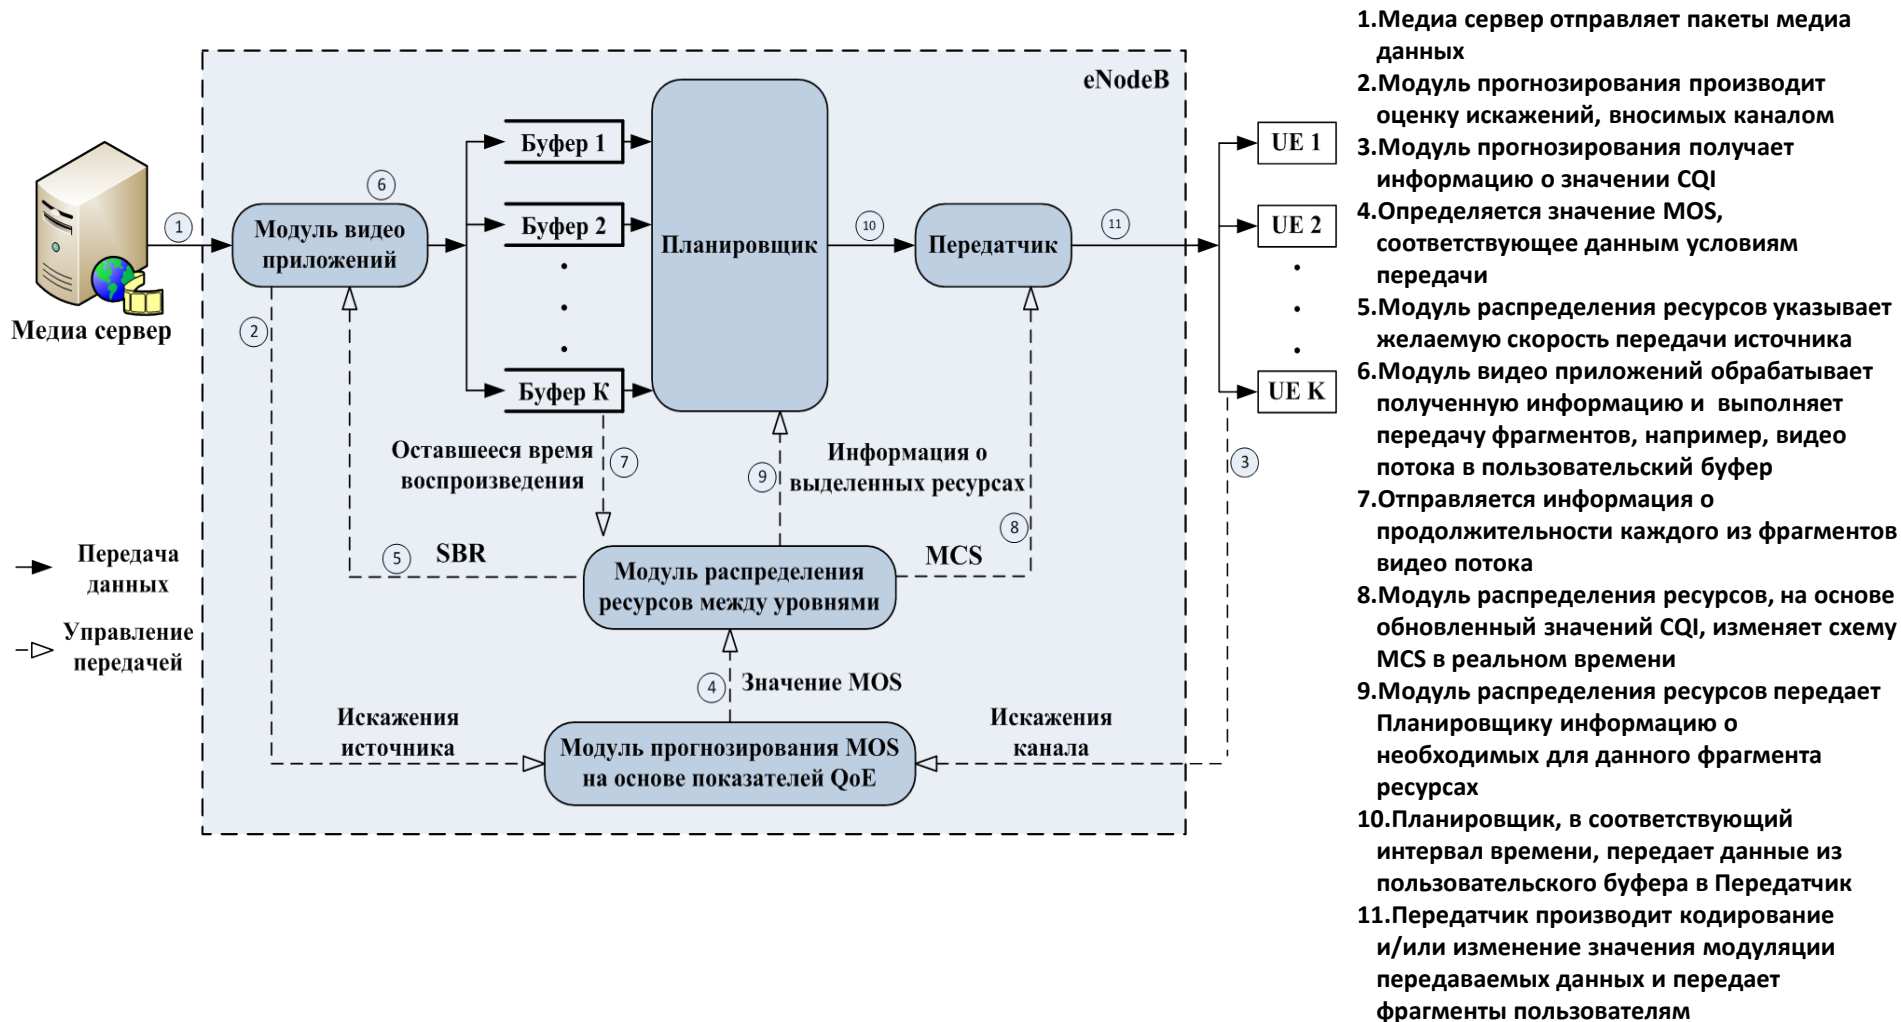 eNodeB
Медиа сервер
1
Модуль видео
приложений
6
2
Буфер 1
Буфер 2
Буфер К
Планировщик
10
Передатчик
11
UE 1
UE 2
UE K
3
Оставшееся время
воспроизведения
7
9
Информация о
выделенных ресурсах
8
5
SBR
MCS
Модуль распределения
ресурсов между уровнями
4
Значение MOS
Искажения
источника
Модуль прогнозирования MOS
на основе показателей QoE
Искажения
канала
Передача
данных
Управление
передачей
1.Медиа сервер отправляет пакеты медиа
данных
2.Модуль прогнозирования производит
оценку искажений, вносимых каналом
3.Модуль прогнозирования получает
информацию о значении CQI
4.Определяется значение MOS,
соответствующее данным условиям
передачи
5.Модуль распределения ресурсов указывает
желаемую скорость передачи источника
6.Модуль видео приложений обрабатывает
полученную информацию и выполняет
передачу фрагментов, например, видео
потока в пользовательский буфер
7.Отправляется информация о
продолжительности каждого из фрагментов
видео потока
8.Модуль распределения ресурсов, на основе
обновленный значений CQI, изменяет схему
MCS в реальном времени
9.Модуль распределения ресурсов передает
Планировщику информацию о
необходимых для данного фрагмента
ресурсах
10.Планировщик, в соответствующий
интервал времени, передает данные из
пользовательского буфера в Передатчик
11.Передатчик производит кодирование
и/или изменение значения модуляции
передаваемых данных и передает
фрагменты пользователям